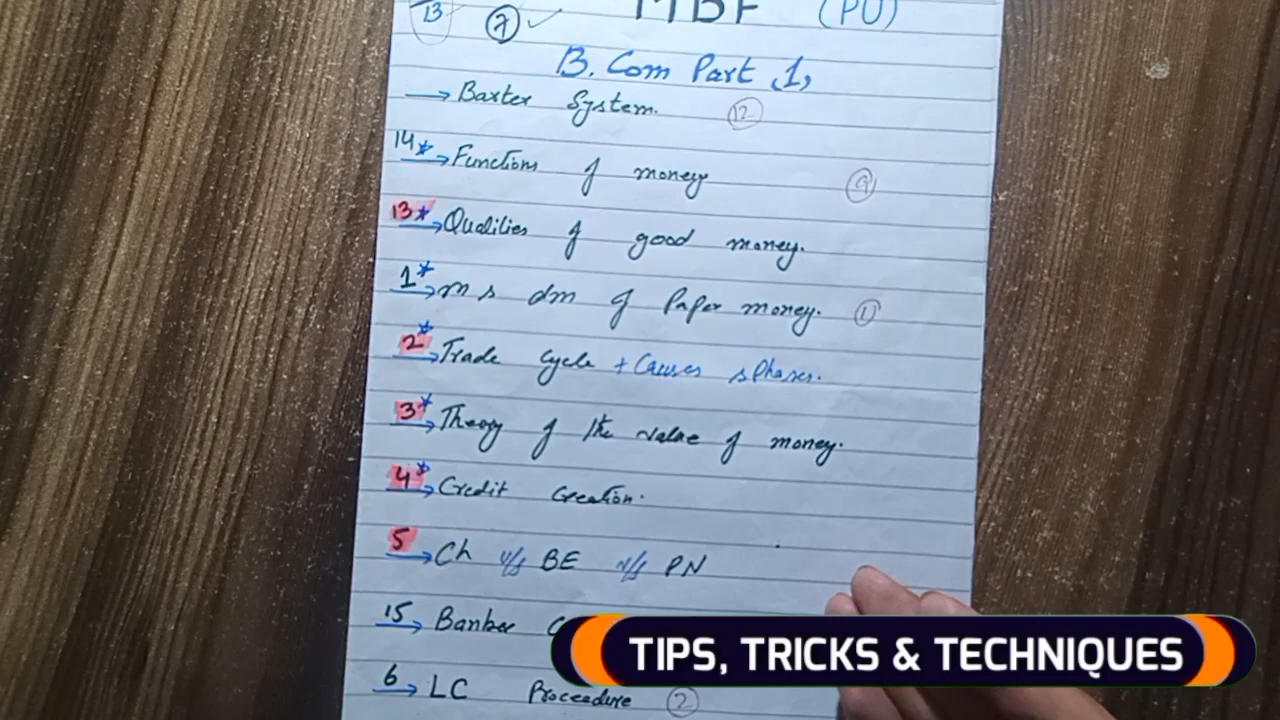 13 7 MBF (PU)
B. Com Part 1,
→ Barter System. 12
14* → Functions of money 9
13* → Qualities of good money.
1* → m s dm of Paper money. 11
2* → Trade Cycle + Causes s Phases.
3* → Theory of the value of money.
4* → Credit Creation.
5 → Ch v/s BE v/s PN
15 → Banker
6 → LC Proceedure 2
TIPS, TRICKS & TECHNIQUES